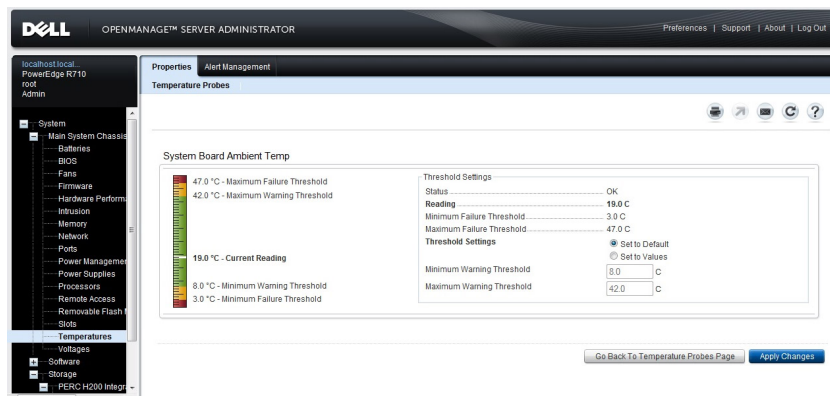 DELL
OPENMANAGE™ SERVER ADMINISTRATOR
Preferences | Support | About | Log Out
localhost.local...
PowerEdge R710
root
Admin
Properties Alert Management
Temperature Probes
System
Main System Chassis
Batteries
BIOS
Fans
Firmware
Hardware Performa
Intrusion
Memory
Network
Ports
Power Managemen
Power Supplies
Processors
Remote Access
Removable Flash
Slots
Temperatures
Voltages
Software
Storage
PERC H200 Integr
System Board Ambient Temp
47.0 °C - Maximum Failure Threshold
42.0 °C - Maximum Warning Threshold
19.0 °C - Current Reading
8.0 °C - Minimum Warning Threshold
3.0 °C - Minimum Failure Threshold
Threshold Settings
Status OK
Reading 19.0 C
Minimum Failure Threshold 3.0 C
Maximum Failure Threshold 47.0 C
Threshold Settings Set to Default
Set to Values
Minimum Warning Threshold 8.0 C
Maximum Warning Threshold 42.0 C
Go Back To Temperature Probes Page
Apply Changes